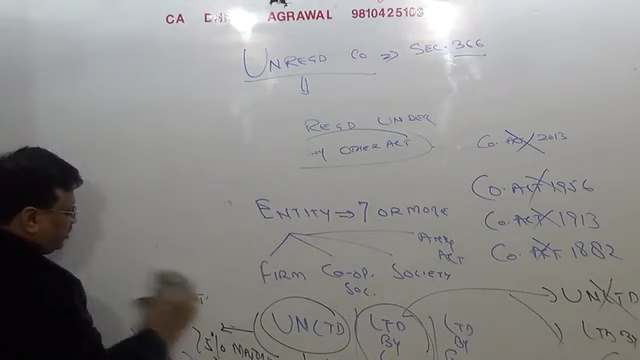 CA AGRAWAL 9810425103
UNREGD CO ⇒ SEC. 366
REGD UNDER
OTHER ACT
CO. ACT 2013
CO. ACT 1956
ENTITY → 7 OR MORE
CO. ACT 1913
CO. ACT 1882
ACT
FIRM CO-OP. SOCIETY
SOC.
UNLTD
LTD
BY
LTD
BY
UNLTD
LTD BY